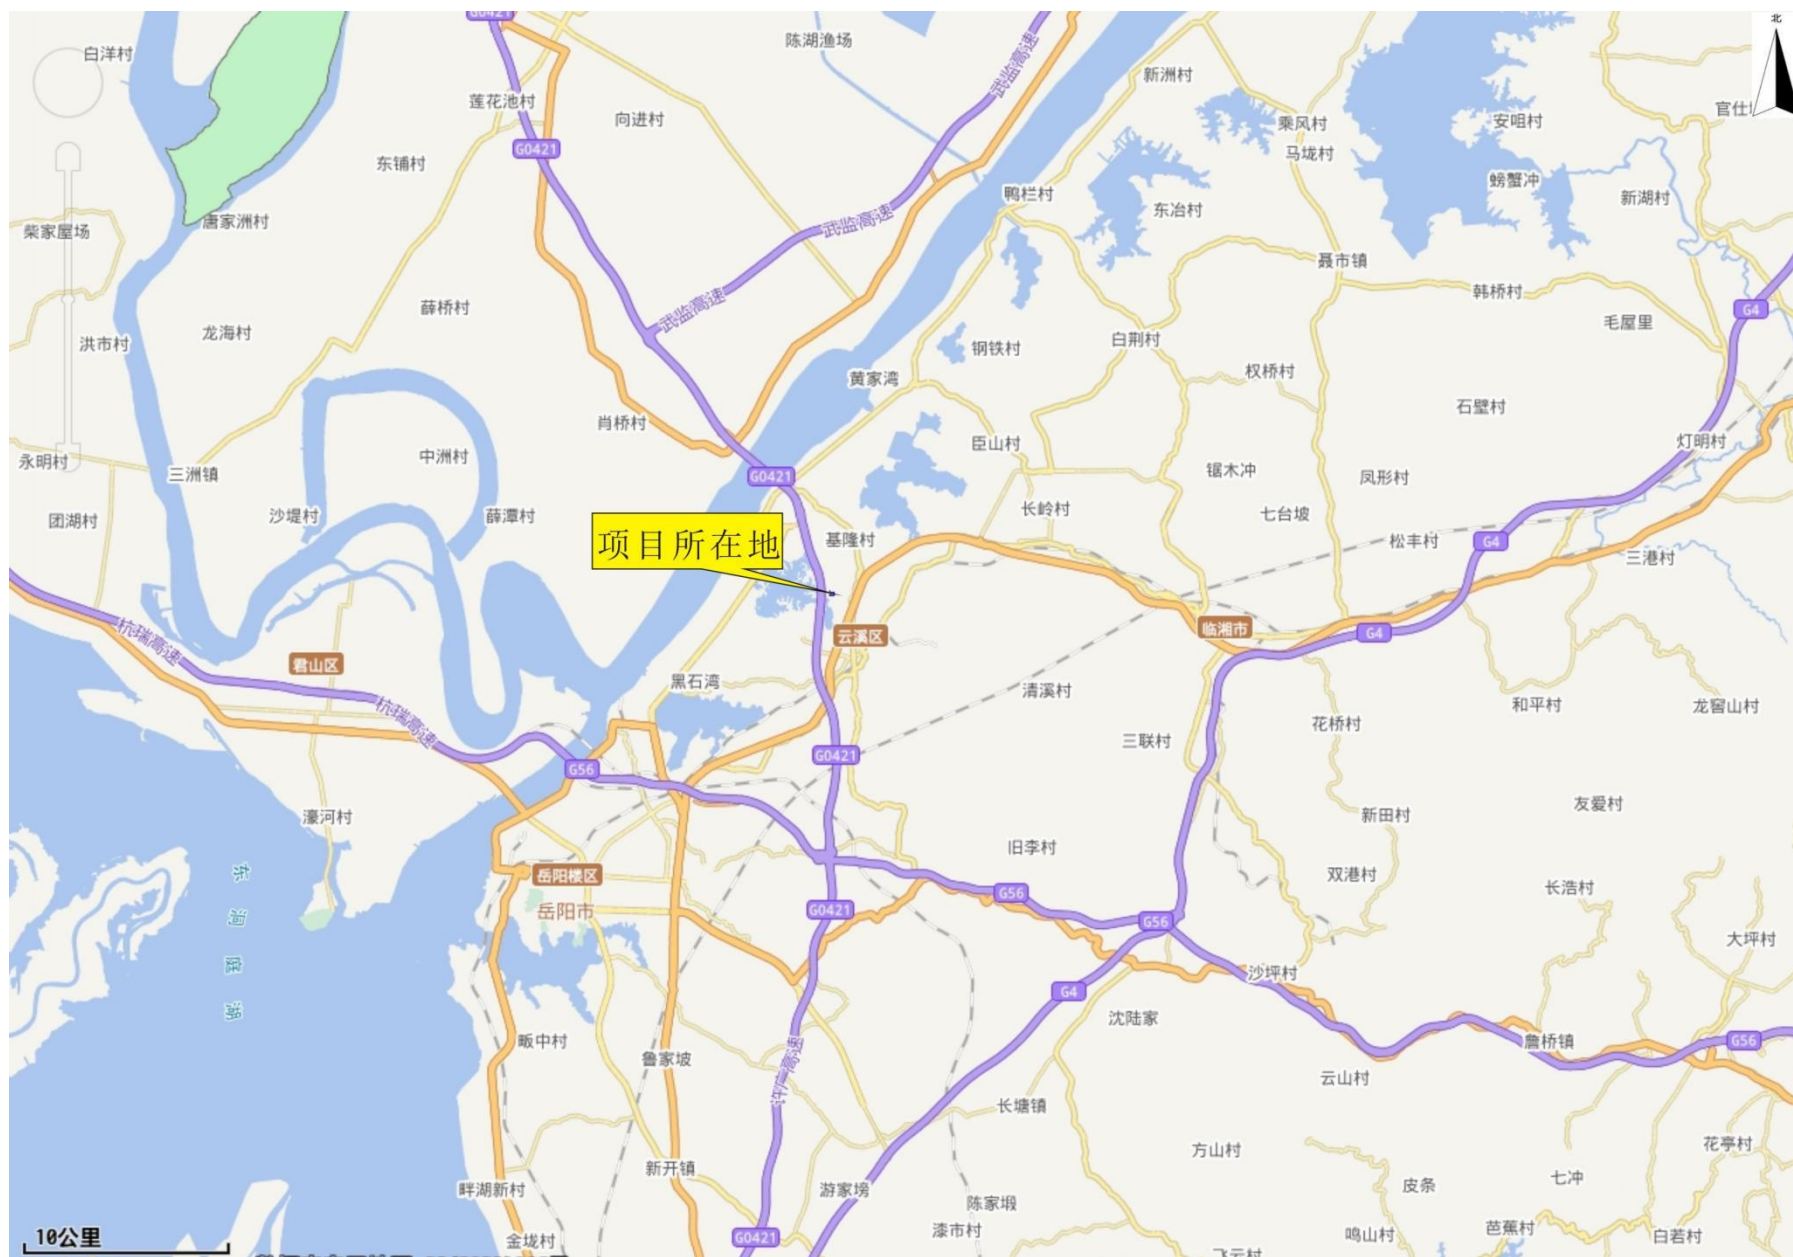 G0421
北
白洋村
陈湖渔场
武监高速
新洲村
莲花池村
向进村
乘风村
安咀村
官仕
G0421
东铺村
马垅村
螃蟹冲
鸭栏村
新湖村
唐家洲村
柴家屋场
武监高速
东冶村
聂市镇
韩桥村
薛桥村
武监高速
G4
龙海村
洪市村
毛屋里
钢铁村
白荆村
黄家湾
权桥村
石壁村
肖桥村
臣山村
灯明村
中洲村
永明村
三洲镇
G0421
锯木冲
凤形村
团湖村
沙堤村
薛潭村
长岭村
七台坡
项目所在地
基隆村
松丰村
G4
三港村
杭瑞高速
云溪区
临湘市
G4
君山区
黑石湾
清溪村
和平村
龙窖山村
杭瑞高速
花桥村
三联村
G0421
G56
濠河村
新田村
友爱村
旧李村
岳阳楼区
双港村
长浩村
东洞庭湖
G56
岳阳市
G0421
G56
大坪村
沙坪村
G4
沈陆家
畈中村
鲁家坡
詹桥镇
G56
许广高速
云山村
长塘镇
方山村
花亭村
新开镇
七冲
畔湖新村
游家塝
陈家塅
皮条
10公里
金垅村
G0421
漆市村
鸣山村
芭蕉村
白若村